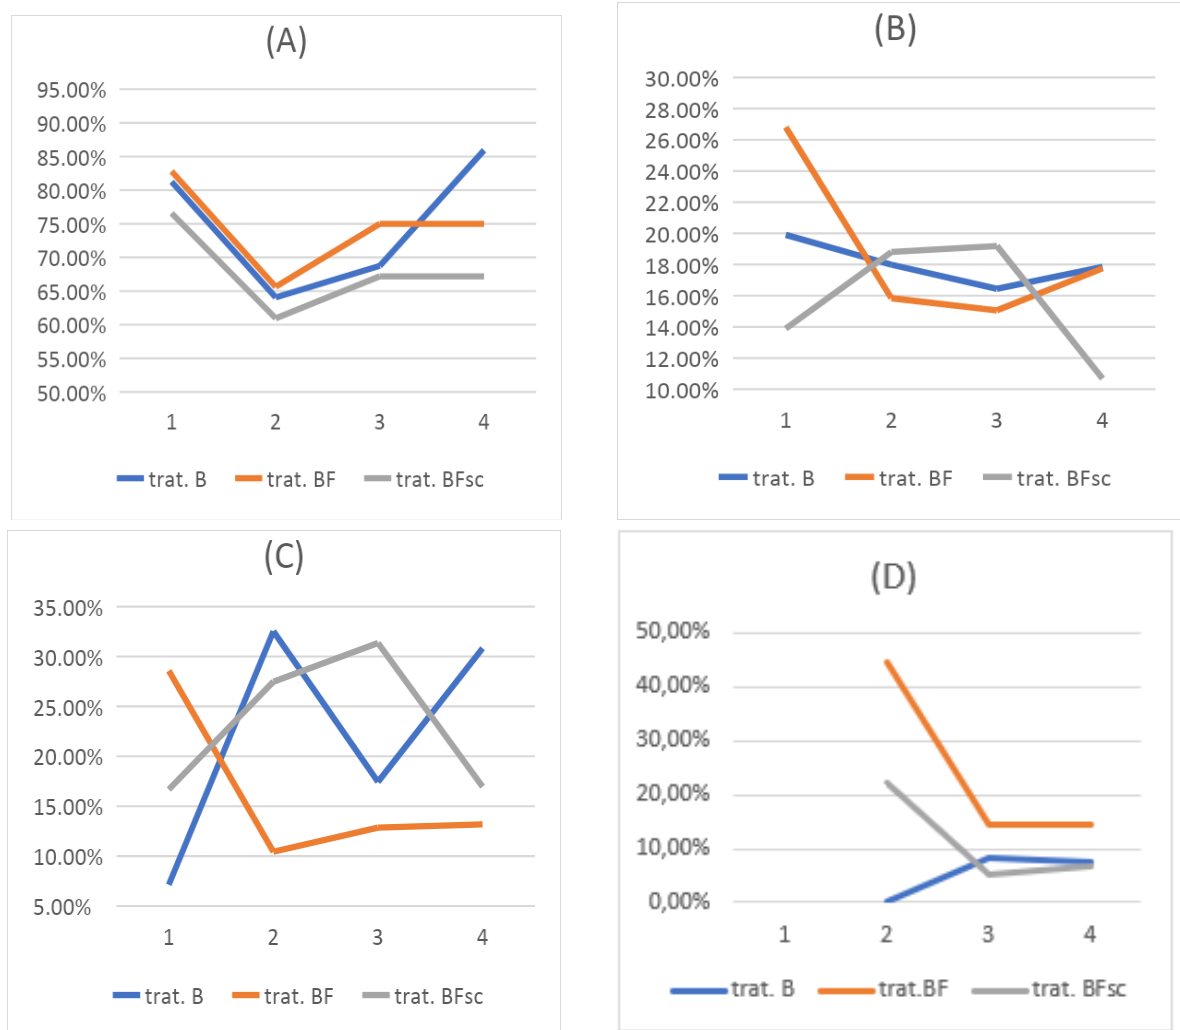 (A)
95.00%
90.00%
85.00%
80.00%
75.00%
70.00%
65.00%
60.00%
55.00%
50.00%
1 2 3 4
trat. B trat. BF trat. BFsc
(B)
30.00%
28.00%
26.00%
24.00%
22.00%
20.00%
18.00%
16.00%
14.00%
12.00%
10.00%
1 2 3 4
trat. B trat. BF trat. BFsc
(C)
35.00%
30.00%
25.00%
20.00%
15.00%
10.00%
5.00%
1 2 3 4
trat. B trat. BF trat. BFsc
(D)
50,00%
40,00%
30,00%
20,00%
10,00%
0,00%
1 2 3 4
trat. B trat.BF trat. BFsc